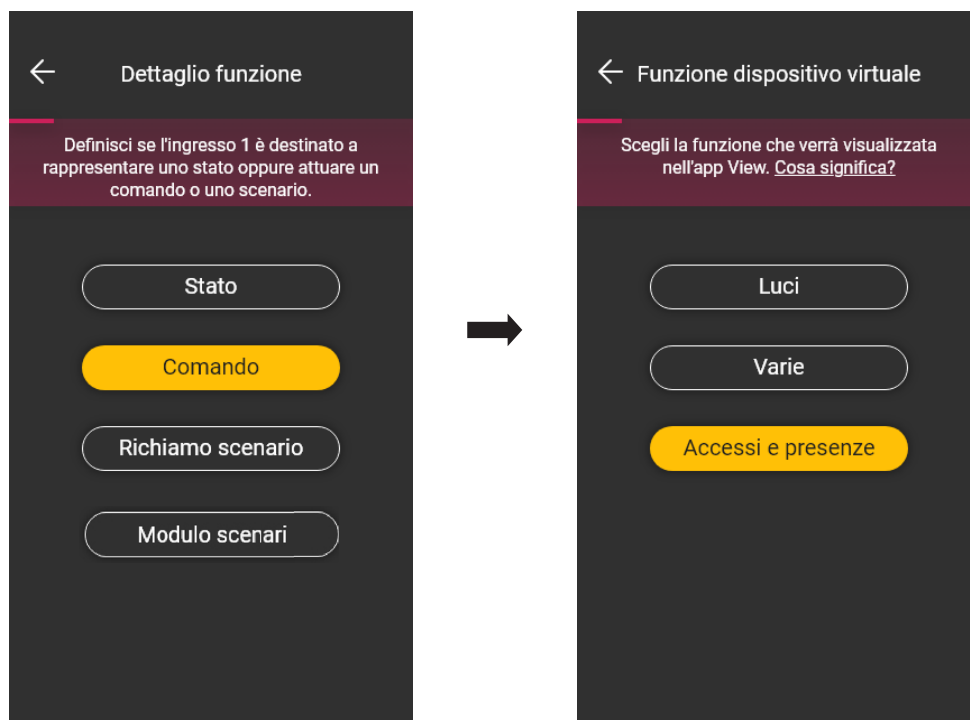 Dettaglio funzione
Definisci se l'ingresso 1 è destinato a
rappresentare uno stato oppure attuare un
comando o uno scenario.
Stato
Comando
Richiamo scenario
Modulo scenari
Funzione dispositivo virtuale
Scegli la funzione che verrà visualizzata
nell'app View. Cosa significa?
Luci
Varie
Accessi e presenze